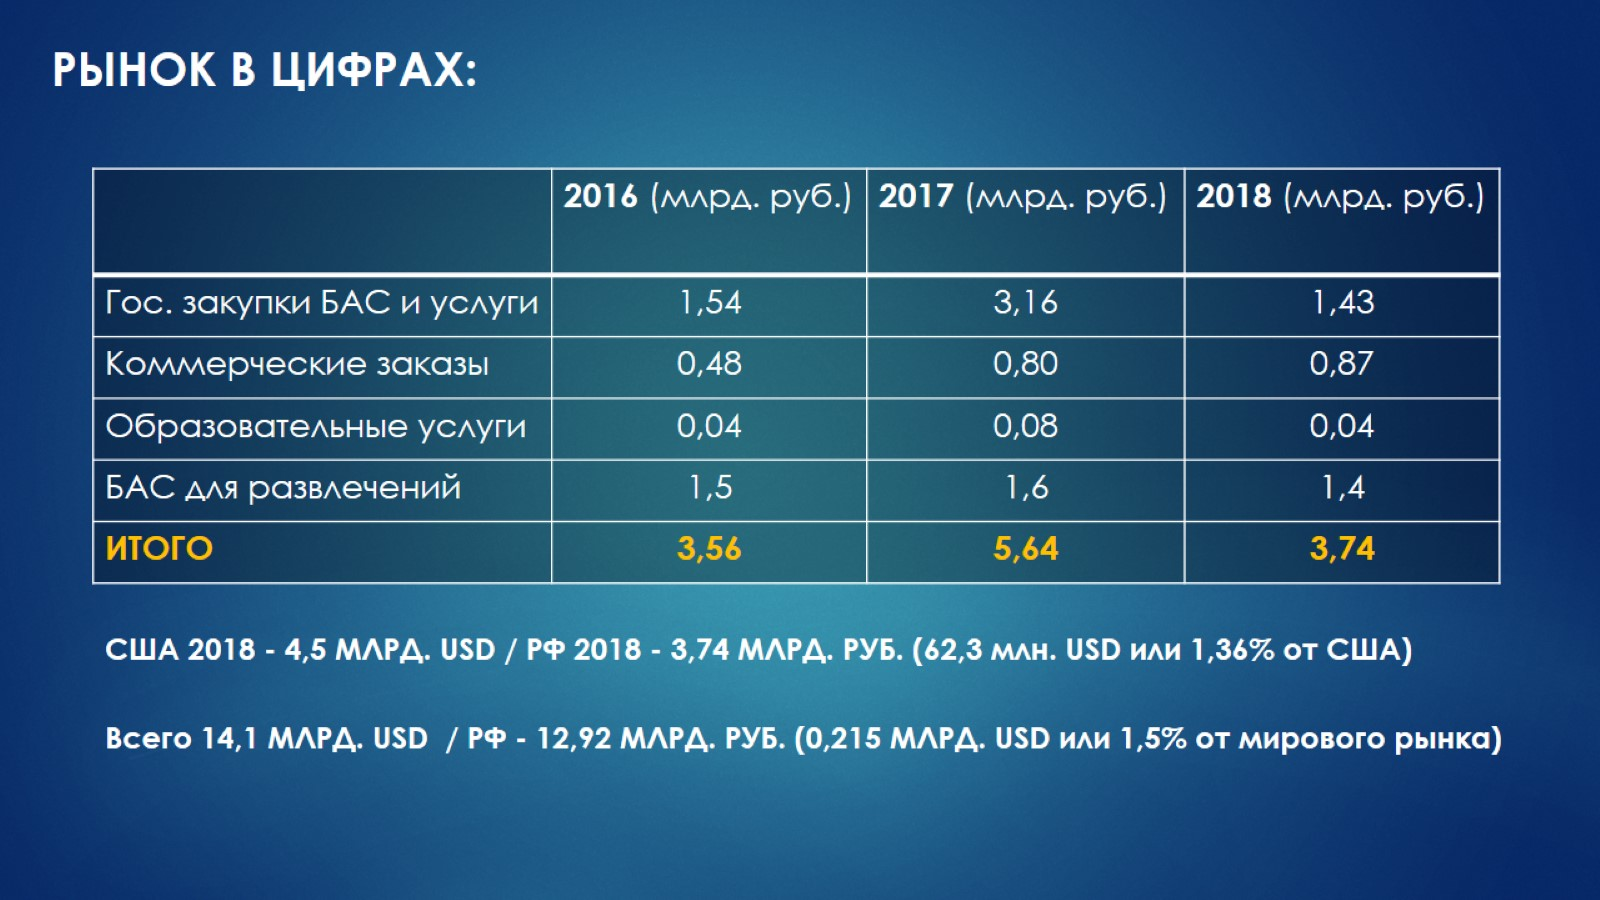 РЫНОК В ЦИФРАХ:
2016 (млрд. руб.) 2017 (млрд. руб.) 2018 (млрд. руб.)
Гос. закупки БАС и услуги 1,54 3,16 1,43
Коммерческие заказы 0,48 0,80 0,87
Образовательные услуги 0,04 0,08 0,04
БАС для развлечений 1,5 1,6 1,4
ИТОГО 3,56 5,64 3,74
США 2018 - 4,5 МЛРД. USD / РФ 2018 - 3,74 МЛРД. РУБ. (62,3 млн. USD или 1,36% от США)
Всего 14,1 МЛРД. USD / РФ - 12,92 МЛРД. РУБ. (0,215 МЛРД. USD или 1,5% от мирового рынка)